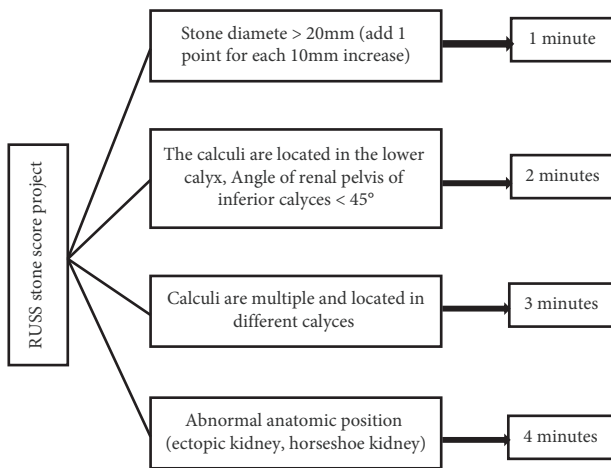 RUSS stone score project
Stone diamete > 20mm (add 1
point for each 10mm increase)
1 minute
The calculi are located in the lower
calyx, Angle of renal pelvis of
inferior calyces < 45°
2 minutes
Calculi are multiple and located in
different calyces
3 minutes
Abnormal anatomic position
(ectopic kidney, horseshoe kidney)
4 minutes